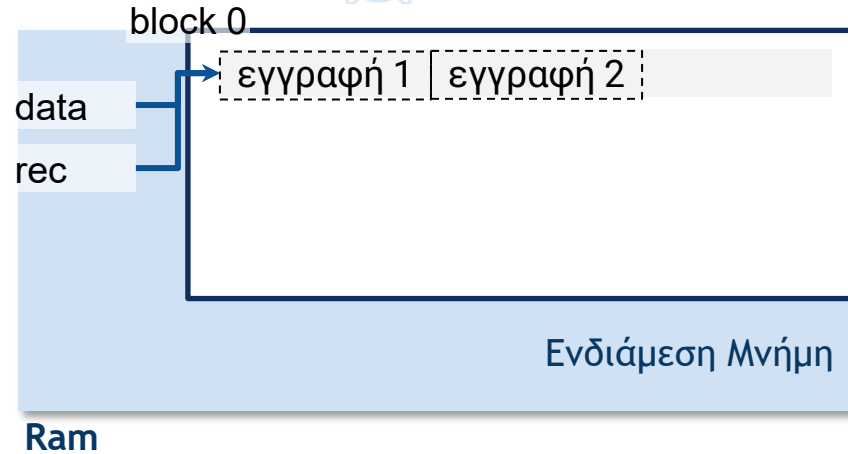 block 0
εγγραφή 1 εγγραφή 2
data
rec
Ενδιάμεση Μνήμη
Ram